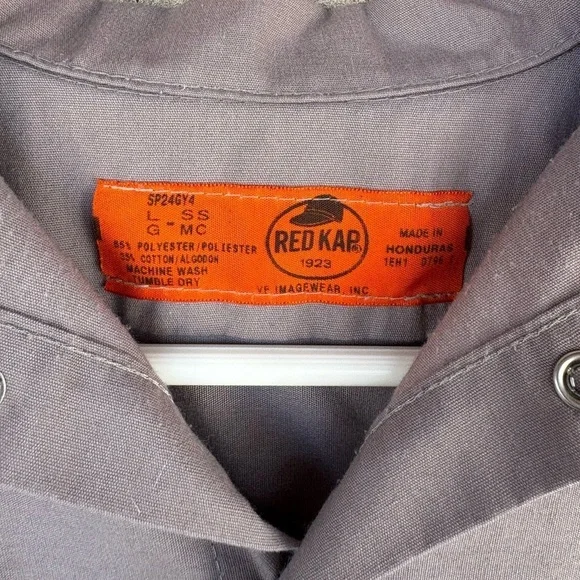 SP24GY4
L - SS
G - MC
65% POLYESTER/POLIESTER
35% COTTON/ALGODON
MACHINE WASH
TUMBLE DRY
RED KAP®
1923
VF IMAGEWEAR, INC.
MADE IN
HONDURAS
1EH1